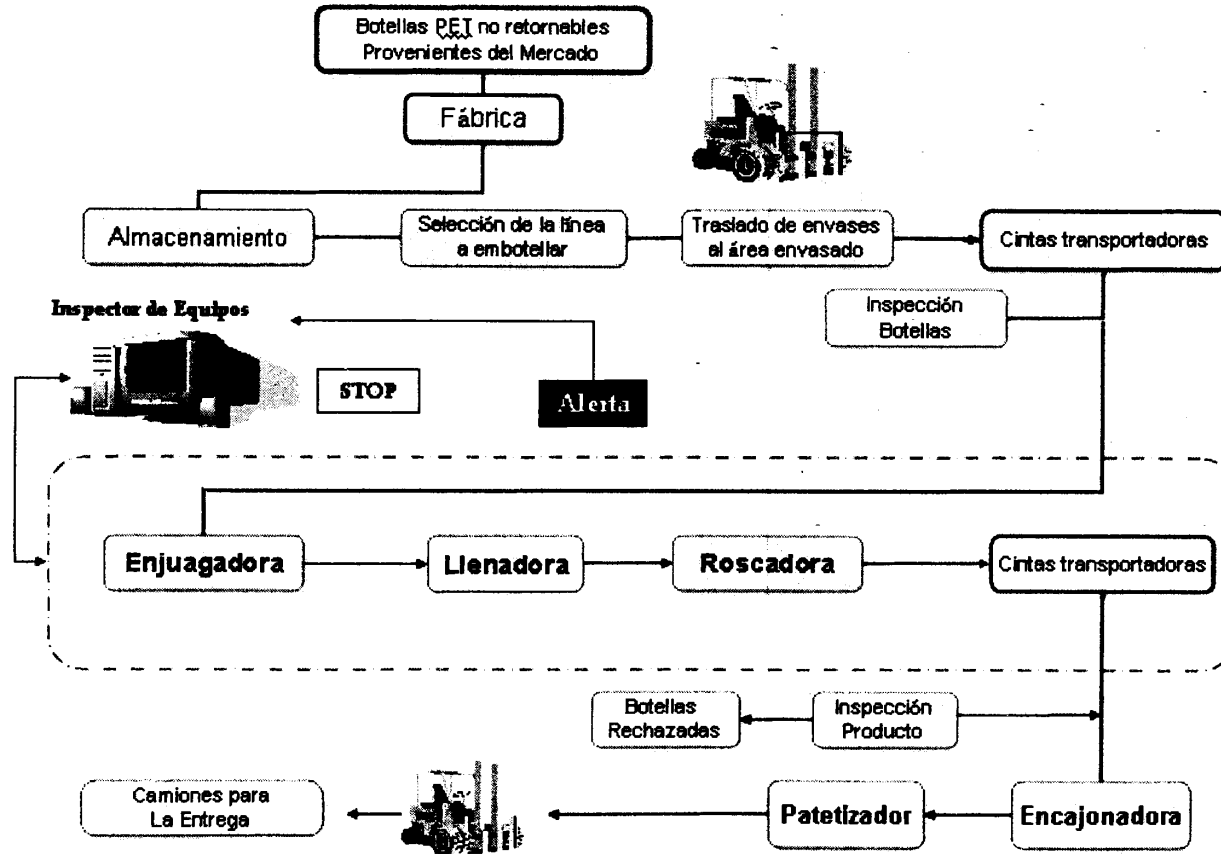 Botellas PET no retornables
Provenientes del Mercado
Fábrica
Almacenamiento
Selección de la línea
a embotellar
Traslado de envases
al área envasado
Cintas transportadoras
Inspección
Botellas
Inspector de Equipos
STOP
Alerta
Enjuagadora
Llenadora
Roscadora
Cintas transportadoras
Botellas
Rechazadas
Inspección
Producto
Camiones para
La Entrega
Patetizador
Encajonadora